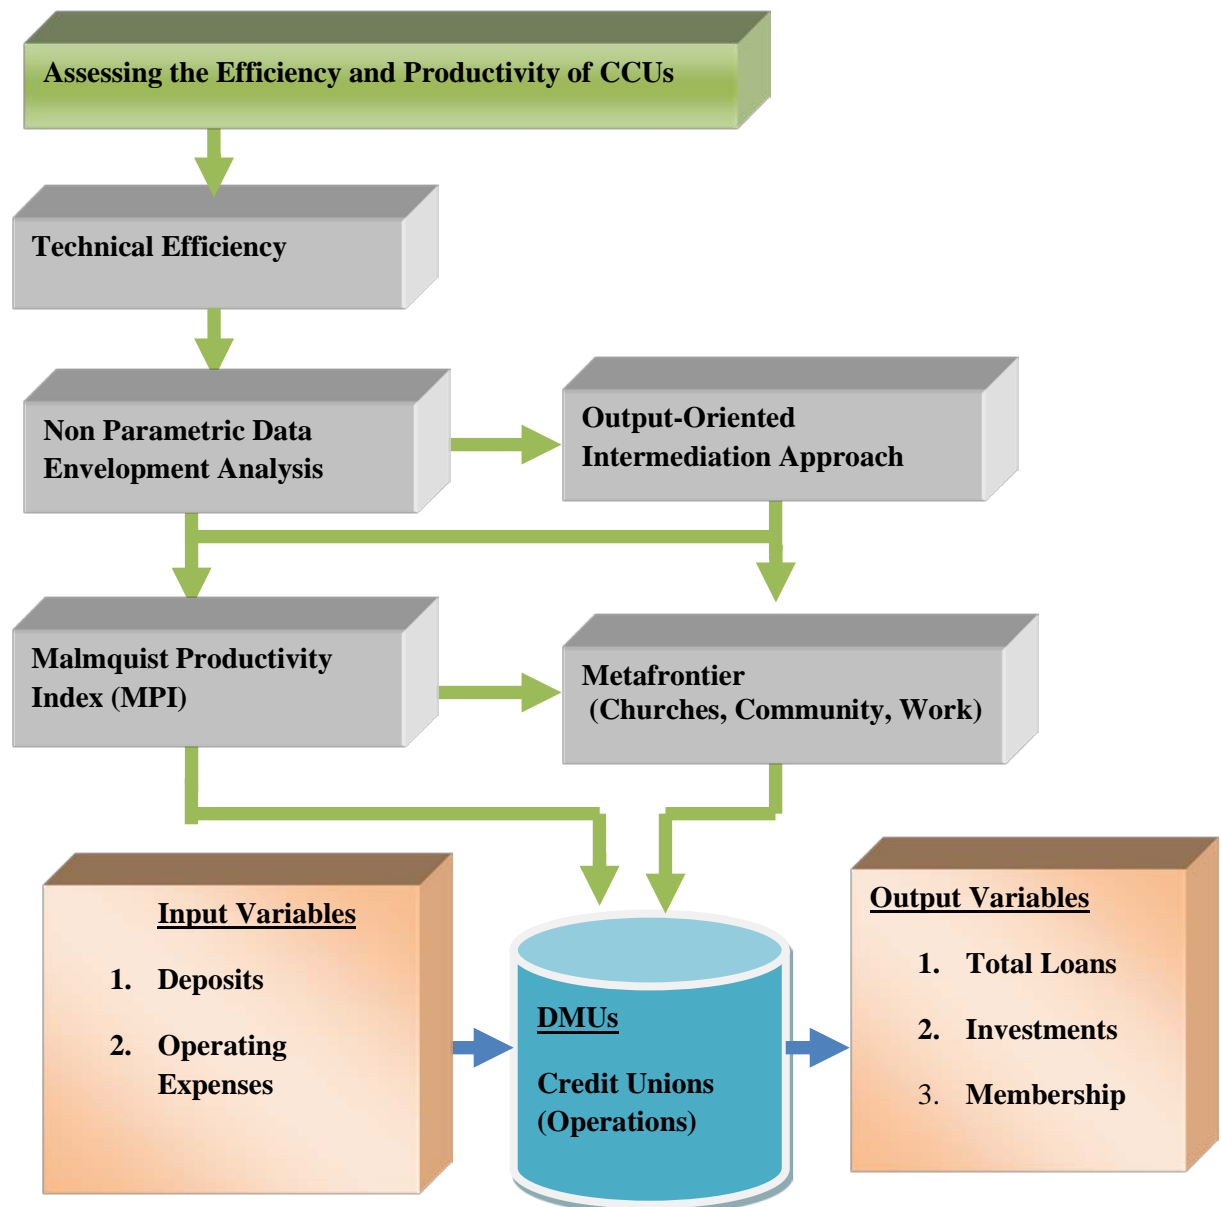 Assessing the Efficiency and Productivity of CCUs
Technical Efficiency
Non Parametric Data
Envelopment Analysis
Output-Oriented
Intermediation Approach
Malmquist Productivity
Index (MPI)
Metafrontier
(Churches, Community, Work)
Input Variables
1. Deposits
2. Operating
Expenses
DMUs
Credit Unions
(Operations)
Output Variables
1. Total Loans
2. Investments
3. Membership